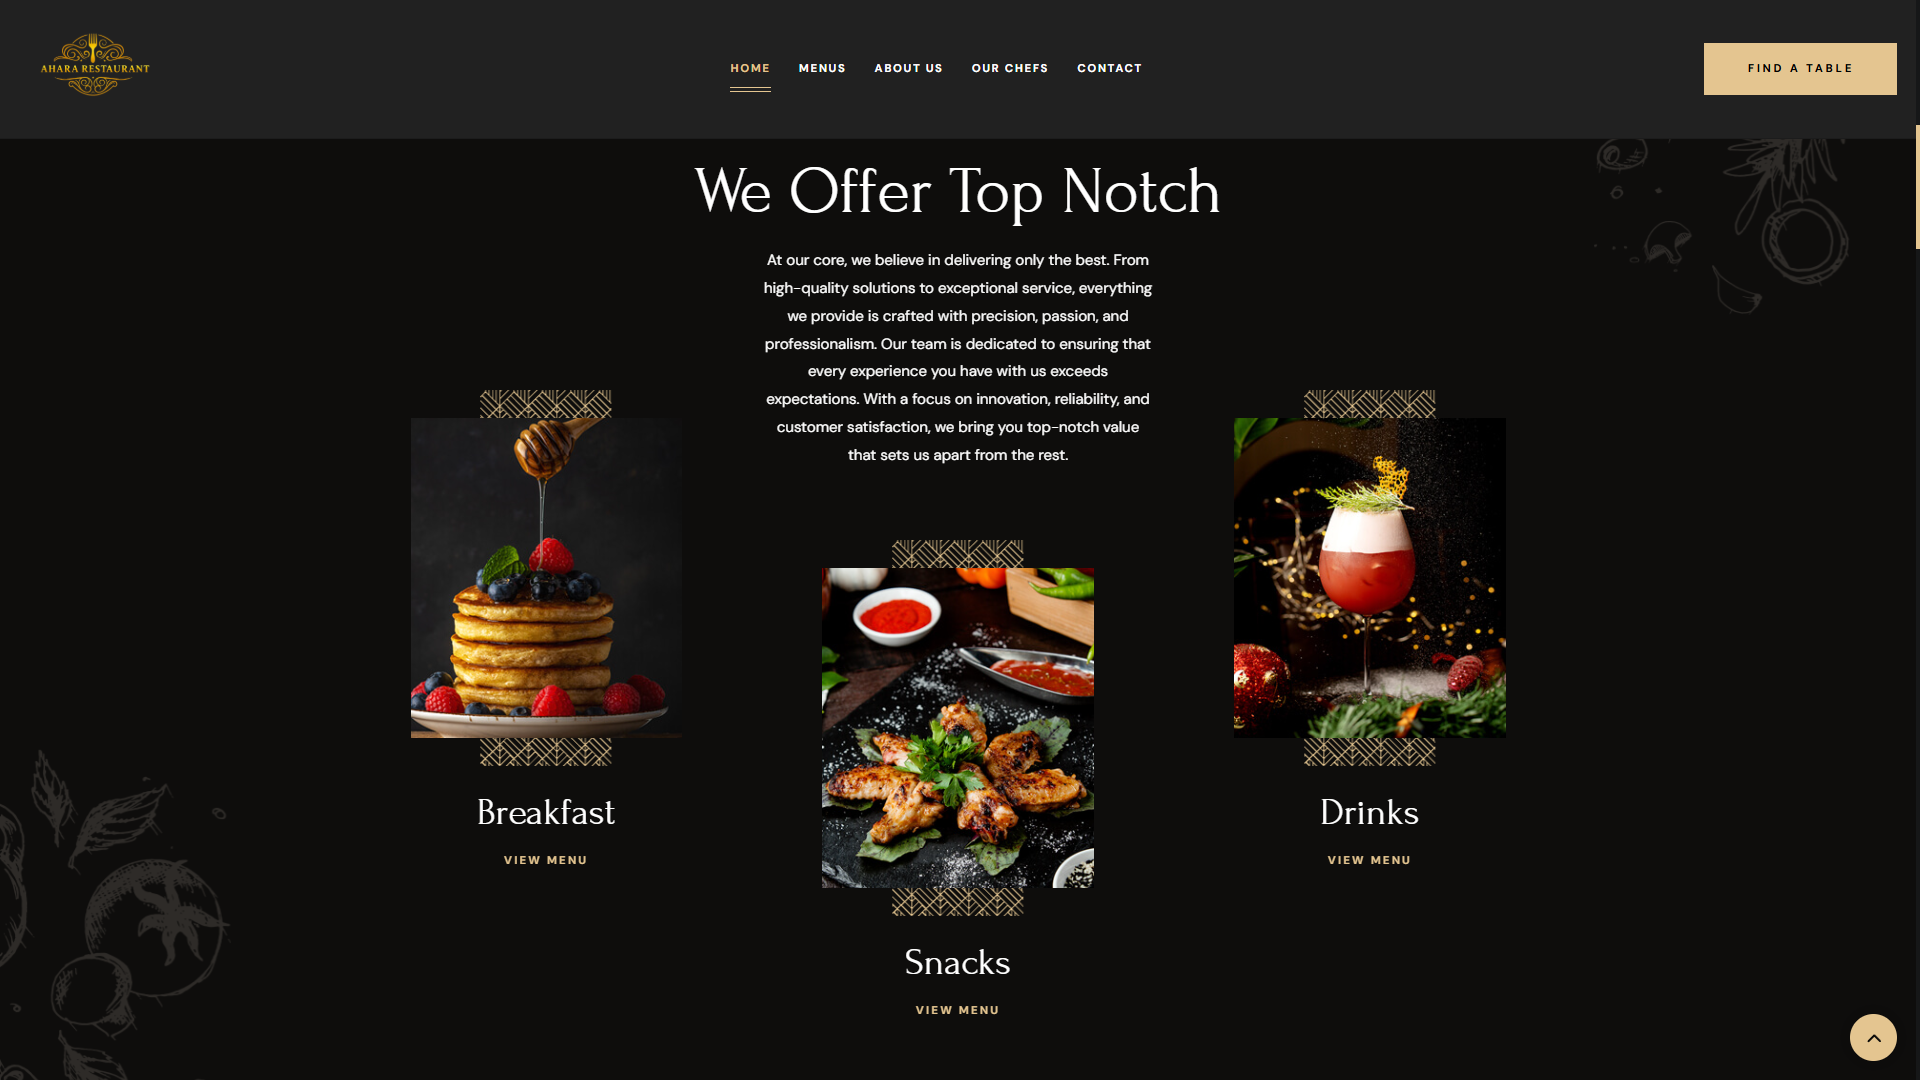 AHARA RESTAURANT
HOME
MENUS
ABOUT US
OUR CHEFS
CONTACT
FIND A TABLE
We Offer Top Notch
At our core, we believe in delivering only the best. From
high-quality solutions to exceptional service, everything
we provide is crafted with precision, passion, and
professionalism. Our team is dedicated to ensuring that
every experience you have with us exceeds
expectations. With a focus on innovation, reliability, and
customer satisfaction, we bring you top-notch value
that sets us apart from the rest.
Breakfast
VIEW MENU
Snacks
VIEW MENU
Drinks
VIEW MENU